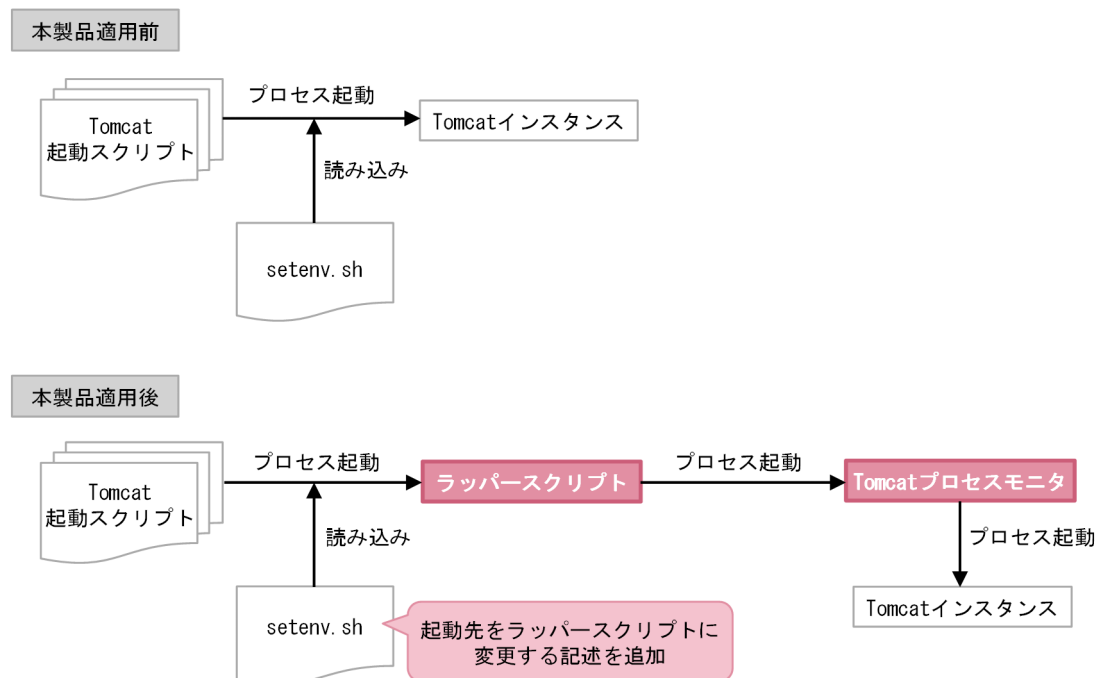 本製品適用前
プロセス起動
Tomcat
起動スクリプト
Tomcatインスタンス
読み込み
setenv.sh
本製品適用後
プロセス起動
プロセス起動
Tomcat
起動スクリプト
ラッパースクリプト
Tomcatプロセスモニタ
読み込み
プロセス起動
setenv.sh
起動先をラッパースクリプトに
変更する記述を追加
Tomcatインスタンス